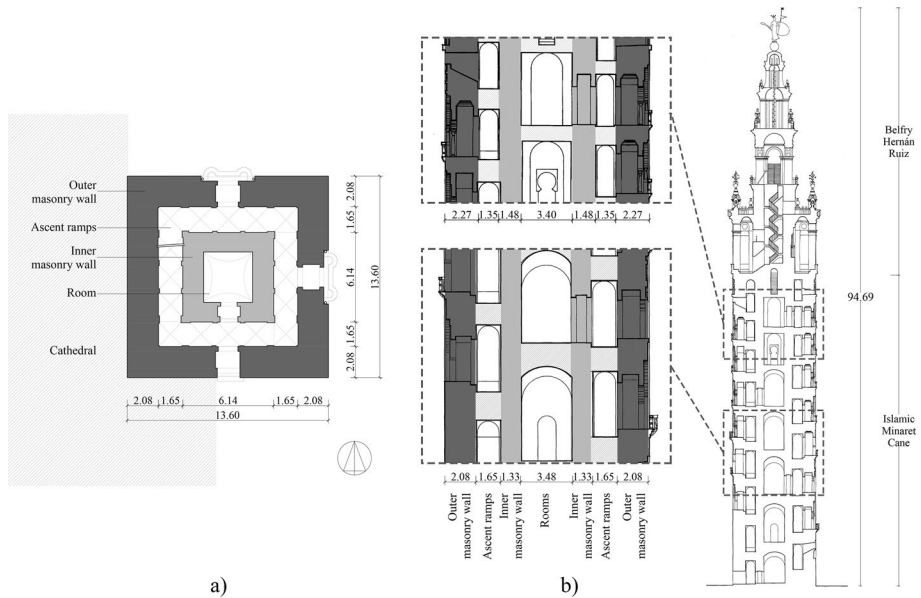 Outer
masonry wall
Ascent ramps
Inner
masonry wall
Room
Cathedral
2.08
1.65
6.14
1.65
2.08
13.60
2.08
1.65
6.14
1.65
2.08
13.60
a)
2.27
1.35
1.48
3.40
1.48
1.35
2.27
2.08
1.65
1.33
3.48
1.33
1.65
2.08
Outer
masonry wall
Ascent ramps
Inner
masonry wall
Rooms
Inner
masonry wall
Ascent ramps
Outer
masonry wall
b)
Belfry
Hernán
Ruiz
94.69
Islamic
Minaret
Cane